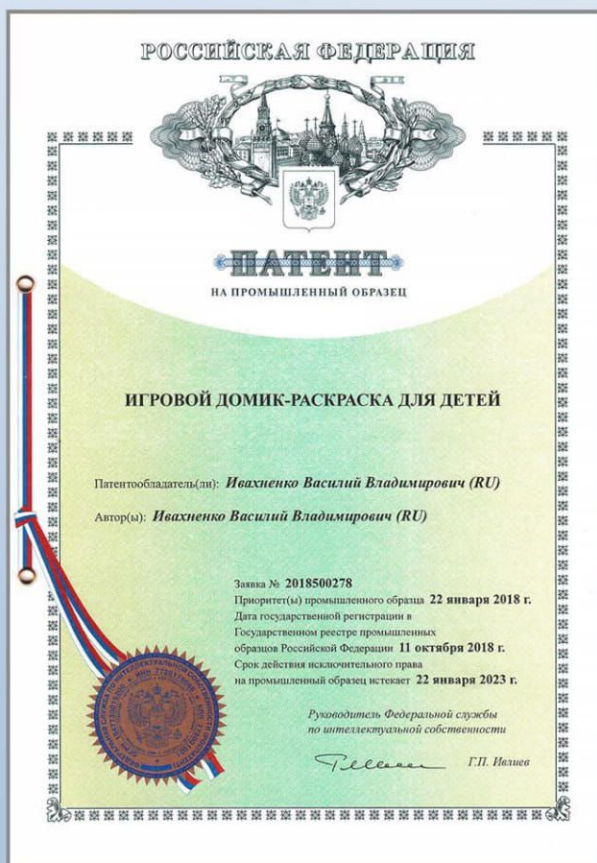 РОССИЙСКАЯ ФЕДЕРАЦИЯ
ПАТЕНТ
НА ПРОМЫШЛЕННЫЙ ОБРАЗЕЦ
ИГРОВОЙ ДОМИК-РАСКРАСКА ДЛЯ ДЕТЕЙ
Патентообладатель(ли): Ивахненко Василий Владимирович (RU)
Автор(ы): Ивахненко Василий Владимирович (RU)
Заявка № 2018500278
Приоритет(ы) промышленного образца 22 января 2018 г.
Дата государственной регистрации в
Государственном реестре промышленных
образцов Российской Федерации 11 октября 2018 г.
Срок действия исключительного права
на промышленный образец истекает 22 января 2023 г.
Руководитель Федеральной службы
по интеллектуальной собственности
Г.П. Ивлиев